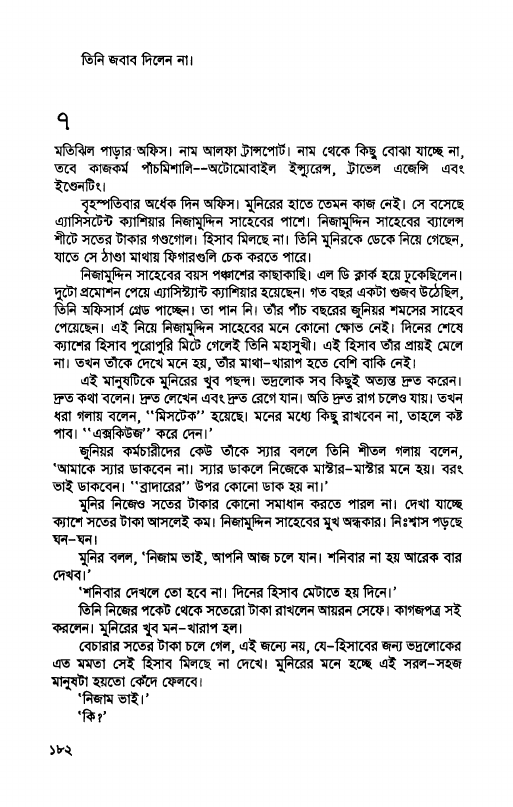 তিনি জবাব দিলেন না।
৭
মতিঝিল পাড়ার অফিস। নাম আলফা ট্রান্সপোর্ট। নাম থেকে কিছু বোঝা যাচ্ছে না,
তবে কাজকর্ম পাঁচমিশালি--অটোমোবাইল ইন্স্যুরেন্স, ট্রাভেল এজেন্সি এবং
ইণ্ডেনটিং।
বৃহস্পতিবার অর্ধেক দিন অফিস। মুনিরের হাতে তেমন কাজ নেই। সে বসেছে
এ্যাসিসটেন্ট ক্যাশিয়ার নিজামুদ্দিন সাহেবের পাশে। নিজামুদ্দিন সাহেবের ব্যালেন্স
শীটে সতের টাকার গণ্ডগোল। হিসাব মিলছে না। তিনি মুনিরকে ডেকে নিয়ে গেছেন,
যাতে সে ঠাণ্ডা মাথায় ফিগারগুলি চেক করতে পারে।
নিজামুদ্দিন সাহেবের বয়স পঞ্চাশের কাছাকাছি। এল ডি ক্লার্ক হয়ে ঢুকেছিলেন।
দুটো প্রমোশন পেয়ে এ্যাসিস্ট্যান্ট ক্যাশিয়ার হয়েছেন। গত বছর একটা গুজব উঠেছিল,
তিনি অফিসার্স গ্রেড পাচ্ছেন। তা পান নি। তাঁর পাঁচ বছরের জুনিয়র শমসের সাহেব
পেয়েছেন। এই নিয়ে নিজামুদ্দিন সাহেবের মনে কোনো ক্ষোভ নেই। দিনের শেষে
ক্যাশের হিসাব পুরোপুরি মিটে গেলেই তিনি মহাসুখী। এই হিসাব তাঁর প্রায়ই মেলে
না। তখন তাঁকে দেখে মনে হয়, তাঁর মাথা-খারাপ হতে বেশি বাকি নেই।
এই মানুষটিকে মুনিরের খুব পছন্দ। ভদ্রলোক সব কিছুই অত্যন্ত দ্রুত করেন।
দ্রুত কথা বলেন। দ্রুত লেখেন এবং দ্রুত রেগে যান। অতি দ্রুত রাগ চলেও যায়। তখন
ধরা গলায় বলেন, ‘‘মিসটেক’’ হয়েছে। মনের মধ্যে কিছু রাখবেন না, তাহলে কষ্ট
পাব। ‘‘এক্সকিউজ’’ করে দেন।’
জুনিয়র কর্মচারীদের কেউ তাঁকে স্যার বললে তিনি শীতল গলায় বলেন,
‘আমাকে স্যার ডাকবেন না। স্যার ডাকলে নিজেকে মাস্টার-মাস্টার মনে হয়। বরং
ভাই ডাকবেন। ‘‘ব্রাদারের’’ উপর কোনো ডাক হয় না।’
মুনির নিজেও সতের টাকার কোনো সমাধান করতে পারল না। দেখা যাচ্ছে
ক্যাশে সতের টাকা আসলেই কম। নিজামুদ্দিন সাহেবের মুখ অন্ধকার। নিঃশ্বাস পড়ছে
ঘন-ঘন।
মুনির বলল, ‘নিজাম ভাই, আপনি আজ চলে যান। শনিবার না হয় আরেক বার
দেখব।’
‘শনিবার দেখলে তো হবে না। দিনের হিসাব মেটাতে হয় দিনে।’
তিনি নিজের পকেট থেকে সতেরো টাকা রাখলেন আয়রন সেফে। কাগজপত্র সই
করলেন। মুনিরের খুব মন-খারাপ হল।
বেচারার সতের টাকা চলে গেল, এই জন্যে নয়, যে-হিসাবের জন্য ভদ্রলোকের
এত মমতা সেই হিসাব মিলছে না দেখে। মুনিরের মনে হচ্ছে এই সরল-সহজ
মানুষটা হয়তো কেঁদে ফেলবে।
‘নিজাম ভাই।’
‘কি?’
১৮২